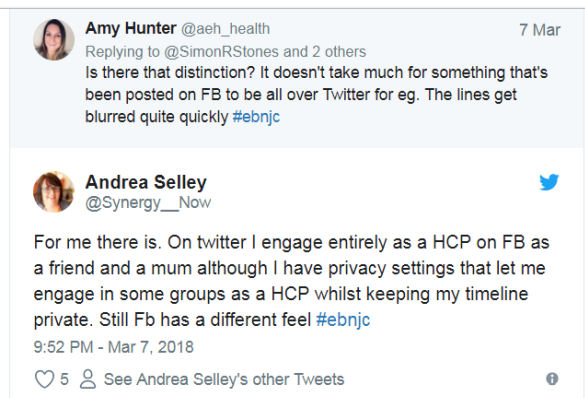 Amy Hunter @aeh_health 7 Mar
Replying to @SimonRStones and 2 others
Is there that distinction? It doesn't take much for something that's
been posted on FB to be all over Twitter for eg. The lines get
blurred quite quickly #ebnjc
Andrea Selley
@Synergy__Now
For me there is. On twitter I engage entirely as a HCP on FB as
a friend and a mum although I have privacy settings that let me
engage in some groups as a HCP whilst keeping my timeline
private. Still Fb has a different feel #ebnjc
9:52 PM - Mar 7, 2018
5 See Andrea Selley's other Tweets